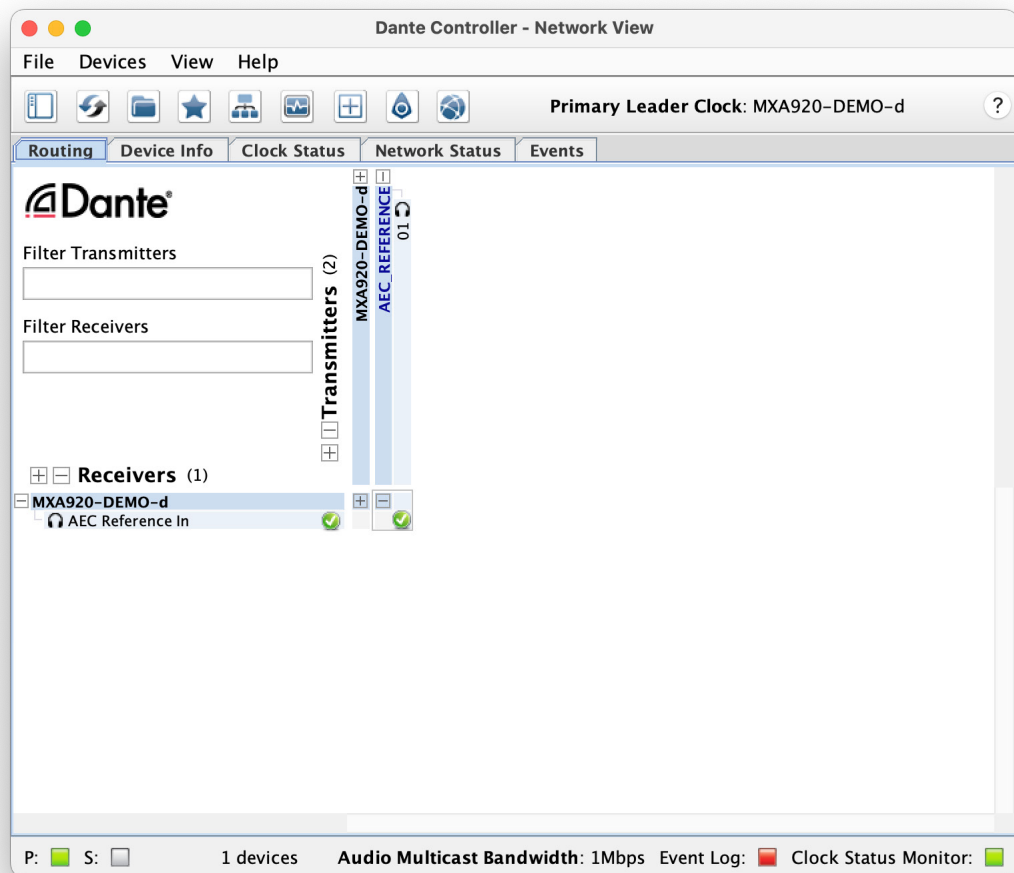 Dante Controller - Network View
File Devices View Help
Primary Leader Clock: MXA920-DEMO-d
?
Routing Device Info Clock Status Network Status Events
Dante®
Filter Transmitters
Filter Receivers
Transmitters (2)
MXA920-DEMO-d
AEC_REFERENCE
01
Receivers (1)
MXA920-DEMO-d
AEC Reference In
P: S: 1 devices Audio Multicast Bandwidth: 1Mbps Event Log: Clock Status Monitor: